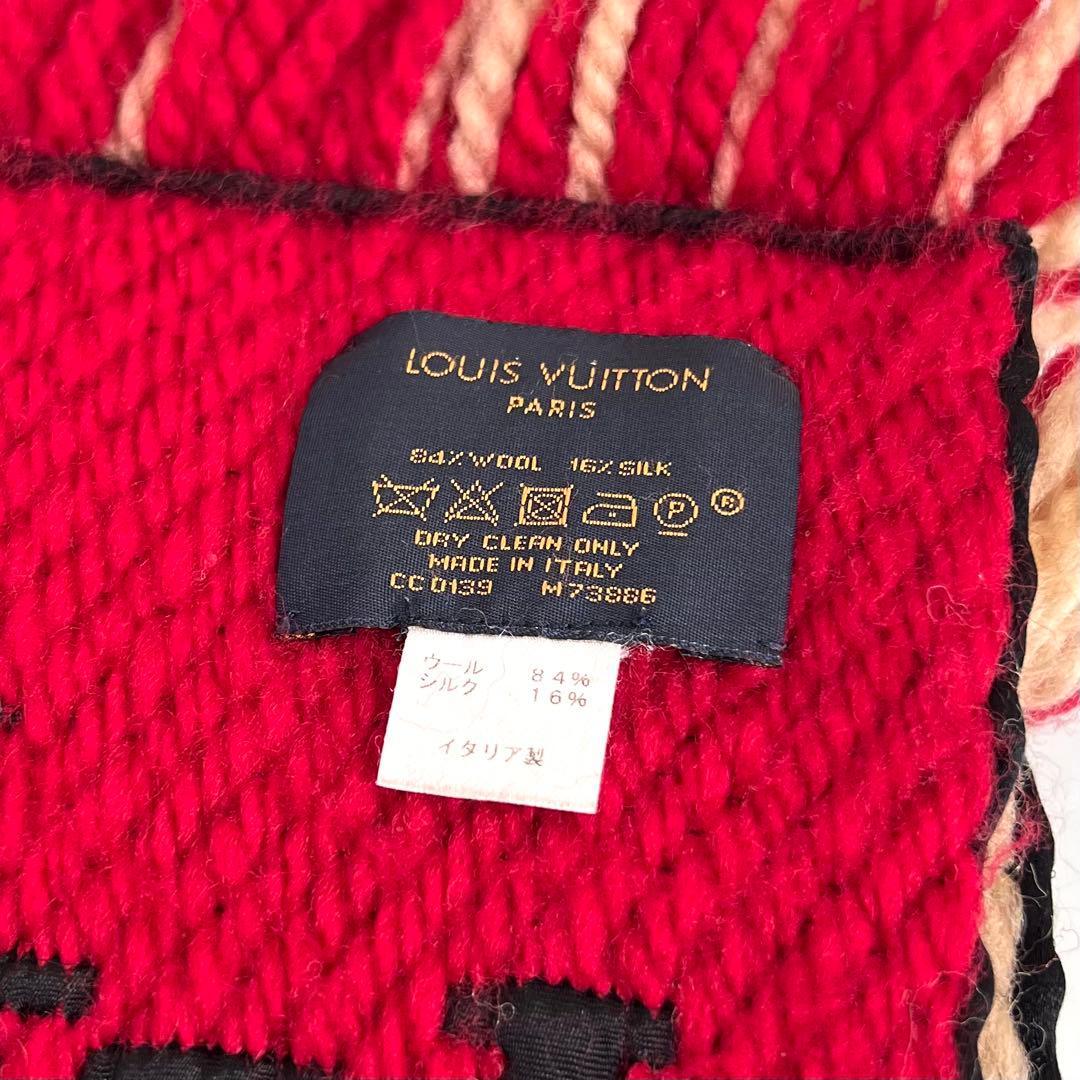 LOUIS VUITTON
PARIS
84% WOOL 16% SILK
P ®
DRY CLEAN ONLY
MADE IN ITALY
CC0139 M73886
ウール 84%
シルク 16%
イタリア製